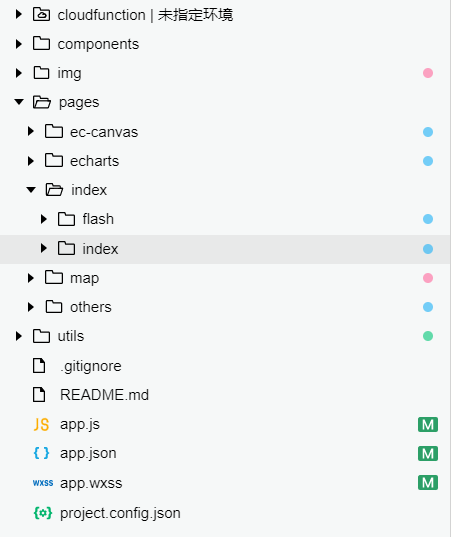 cloudfunction | 未指定环境
components
img
pages
ec-canvas
echarts
index
flash
index
map
others
utils
.gitignore
README.md
JS app.js M
{ } app.json M
wxss app.wxss M
project.config.json